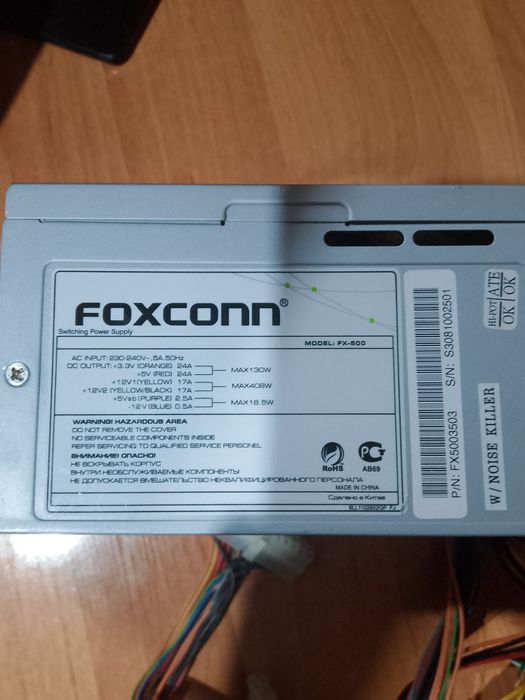 FOXCONN®
Switching Power Supply
MODEL: FX-500
AC INPUT: 230-240V~,5A,50Hz
DC OUTPUT: +3.3V (ORANGE) 24A
+5V (RED) 24A
MAX130W
+12V1(YELLOW) 17A
+12V2 (YELLOW/BLACK) 17A
MAX408W
+5Vsb (PURPLE) 2.5A
-12V (BLUE) 0.5A
MAX18.5W
WARNING! HAZARDOUS AREA
DO NOT REMOVE THE COVER
NO SERVICEABLE COMPONENTS INSIDE
REFER SERVICING TO QUALIFIED SERVICE PERSONEL
ВНИМАНИЕ! ОПАСНО!
НЕ ВСКРЫВАТЬ КОРПУС
ВНУТРИ НЕОБСЛУЖИВАЕМЫЕ КОМПОНЕНТЫ
НЕ ДОПУСКАЕТСЯ ВМЕШАТЕЛЬСТВО НЕКВАЛИФИЦИРОВАННОГО ПЕРСОНАЛА
RoHS
АВ69
MADE IN CHINA
Сделано в Китае
P/N: FX5003503
S/N: S3081002501
HI-POT OK
ATE OK
W/NOISE KILLER